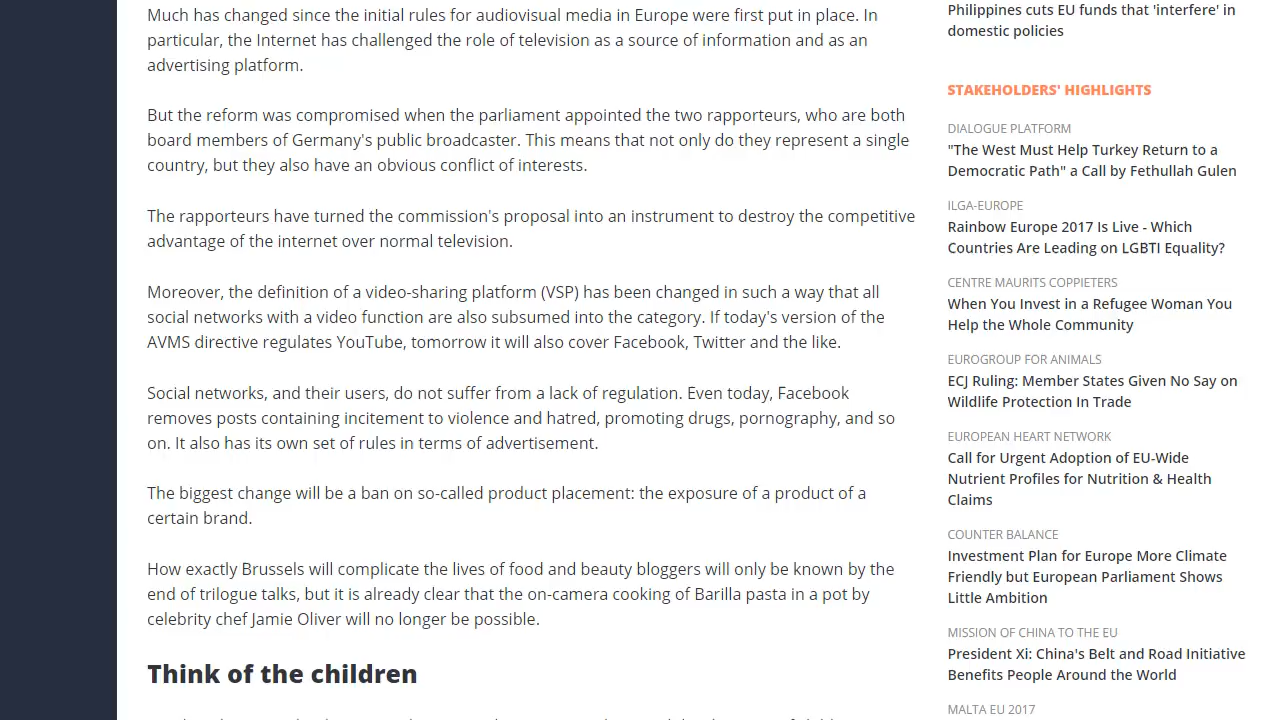 Much has changed since the initial rules for audiovisual media in Europe were first put in place. In
particular, the Internet has challenged the role of television as a source of information and as an
advertising platform.
But the reform was compromised when the parliament appointed the two rapporteurs, who are both
board members of Germany's public broadcaster. This means that not only do they represent a single
country, but they also have an obvious conflict of interests.
The rapporteurs have turned the commission's proposal into an instrument to destroy the competitive
advantage of the internet over normal television.
Moreover, the definition of a video-sharing platform (VSP) has been changed in such a way that all
social networks with a video function are also subsumed into the category. If today's version of the
AVMS directive regulates YouTube, tomorrow it will also cover Facebook, Twitter and the like.
Social networks, and their users, do not suffer from a lack of regulation. Even today, Facebook
removes posts containing incitement to violence and hatred, promoting drugs, pornography, and so
on. It also has its own set of rules in terms of advertisement.
The biggest change will be a ban on so-called product placement: the exposure of a product of a
certain brand.
How exactly Brussels will complicate the lives of food and beauty bloggers will only be known by the
end of trilogue talks, but it is already clear that the on-camera cooking of Barilla pasta in a pot by
celebrity chef Jamie Oliver will no longer be possible.
Think of the children
Philippines cuts EU funds that 'interfere' in
domestic policies
STAKEHOLDERS' HIGHLIGHTS
DIALOGUE PLATFORM
"The West Must Help Turkey Return to a
Democratic Path" a Call by Fethullah Gulen
ILGA-EUROPE
Rainbow Europe 2017 Is Live - Which
Countries Are Leading on LGBTI Equality?
CENTRE MAURITS COPPIETERS
When You Invest in a Refugee Woman You
Help the Whole Community
EUROGROUP FOR ANIMALS
ECJ Ruling: Member States Given No Say on
Wildlife Protection In Trade
EUROPEAN HEART NETWORK
Call for Urgent Adoption of EU-Wide
Nutrient Profiles for Nutrition & Health
Claims
COUNTER BALANCE
Investment Plan for Europe More Climate
Friendly but European Parliament Shows
Little Ambition
MISSION OF CHINA TO THE EU
President Xi: China's Belt and Road Initiative
Benefits People Around the World
MALTA EU 2017